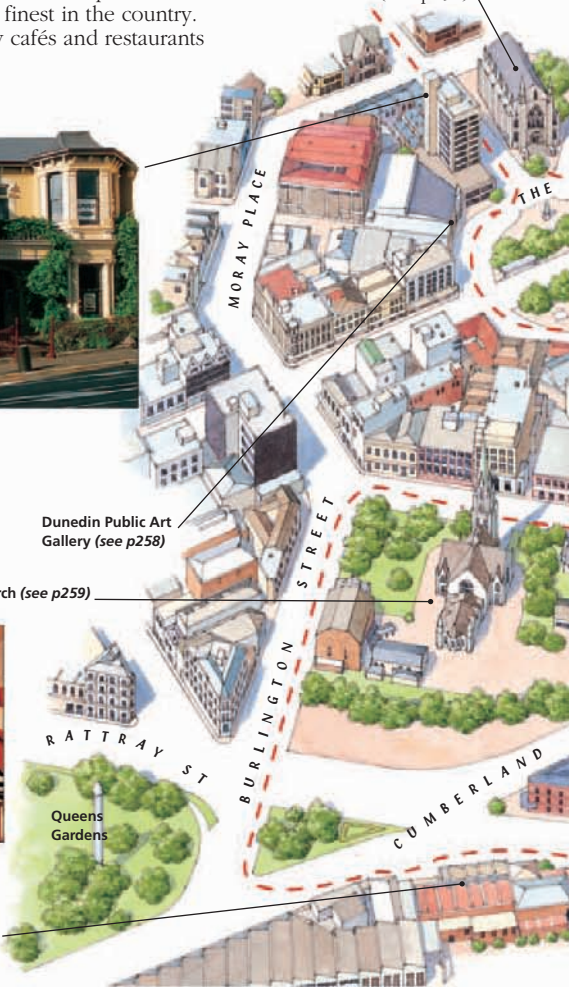 finest in the country.
cafés and restaurants
MORAY PLACE
THE
Dunedin Public Art
Gallery (see p258)
STREET
(see p259)
BURLINGTON
RATTRAY ST
CUMBERLAND
Queens
Gardens